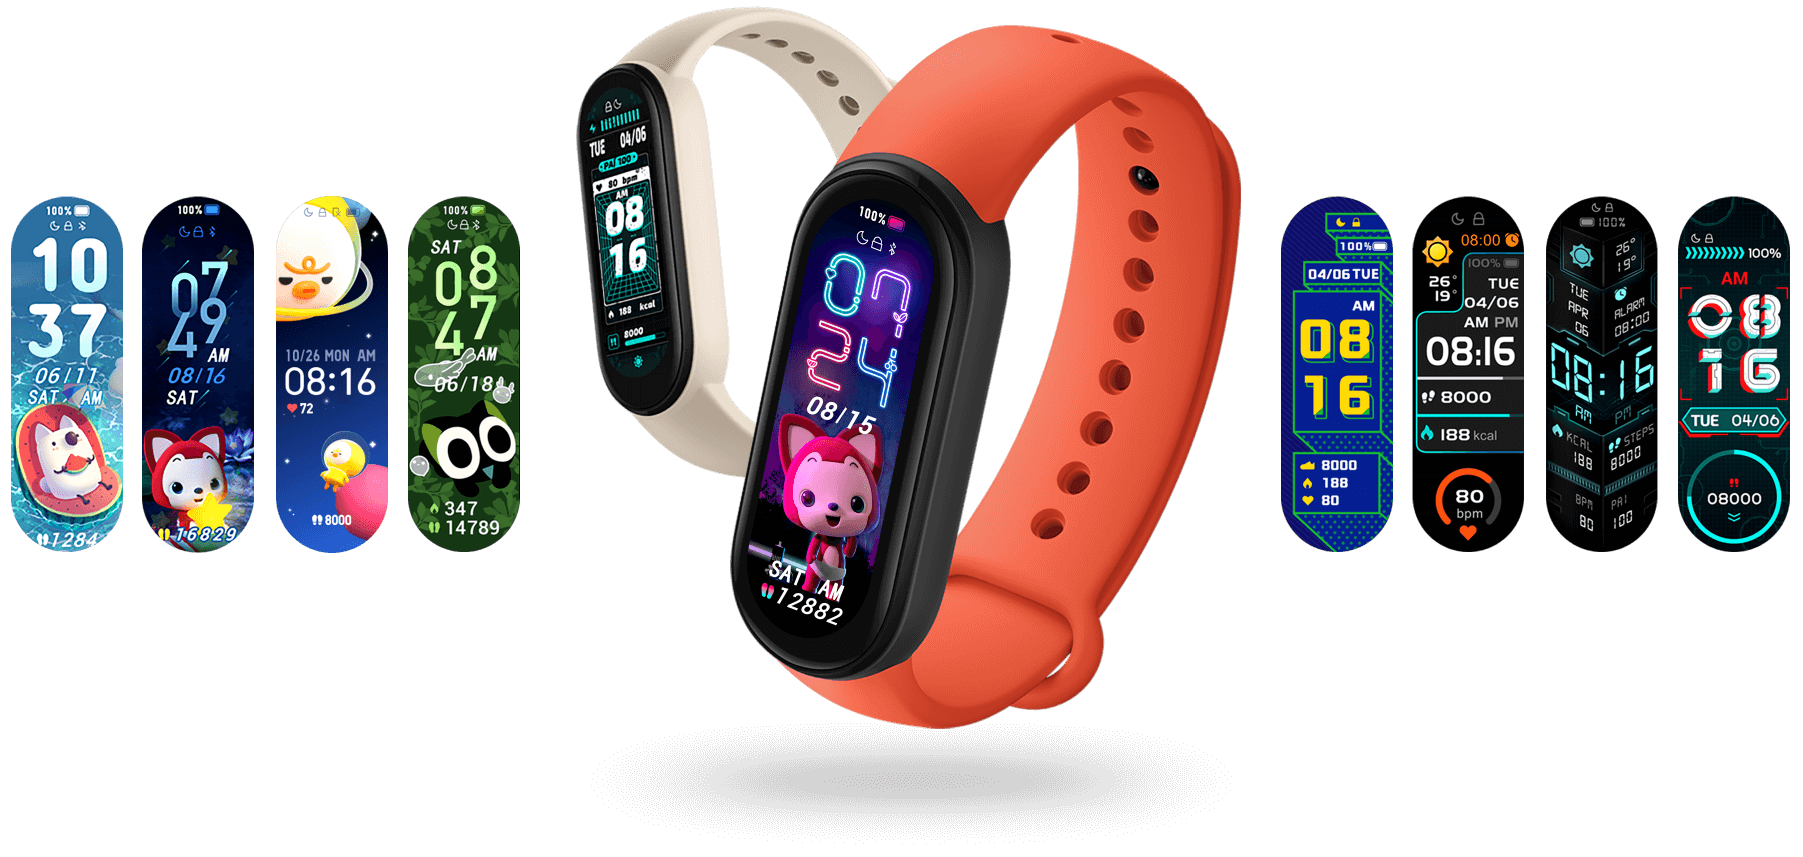 100%
10
37
06/11
SAT AM
1284
100%
07
49
AM
08/16
SAT
16829
10/26 MON AM
08:16
72
8000
100%
SAT
08
47
AM
06/18
347
14789
TUE 04/06
PAI 100
80 bpm
AM
08
16
188 kcal
8000
100%
08/15
SAT AM
12882
100%
04/06 TUE
AM
08
16
8000
188
80
08:00
100%
26°
19°
TUE
04/06
AM PM
08:16
8000
188 kcal
80
bpm
100%
26°
19°
TUE
APR
06
ALARM
08:00
08:16
AM PM
KCAL
188
STEPS
8000
BPM
80
PAI
100
100%
AM
08
16
TUE 04/06
08000